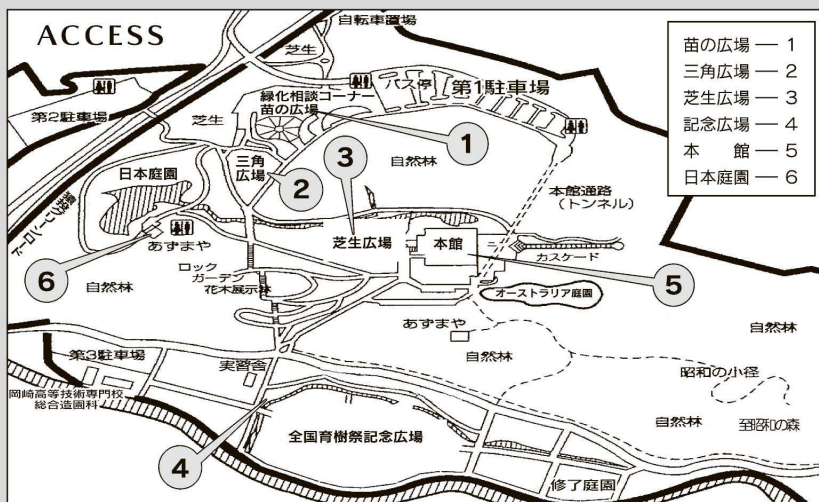 ACCESS
自転車置場
芝生
苗の広場 — 1
三角広場 — 2
芝生広場 — 3
記念広場 — 4
本館 — 5
日本庭園 — 6
第2駐車場
芝生
緑化相談コーナー
苗の広場
バス停
第1駐車場
1
3
自然林
三角
広場
2
日本庭園
本館通路
(トンネル)
猿投グリーンロード
あずまや
芝生広場
本館
カスケード
6
ロック
ガーデン
花木展示林
5
オーストラリア庭園
自然林
あずまや
自然林
第3駐車場
実習舎
自然林
昭和の小径
岡崎高等技術専門校
総合造園科
自然林
至昭和の森
全国育樹祭記念広場
4
修了庭園